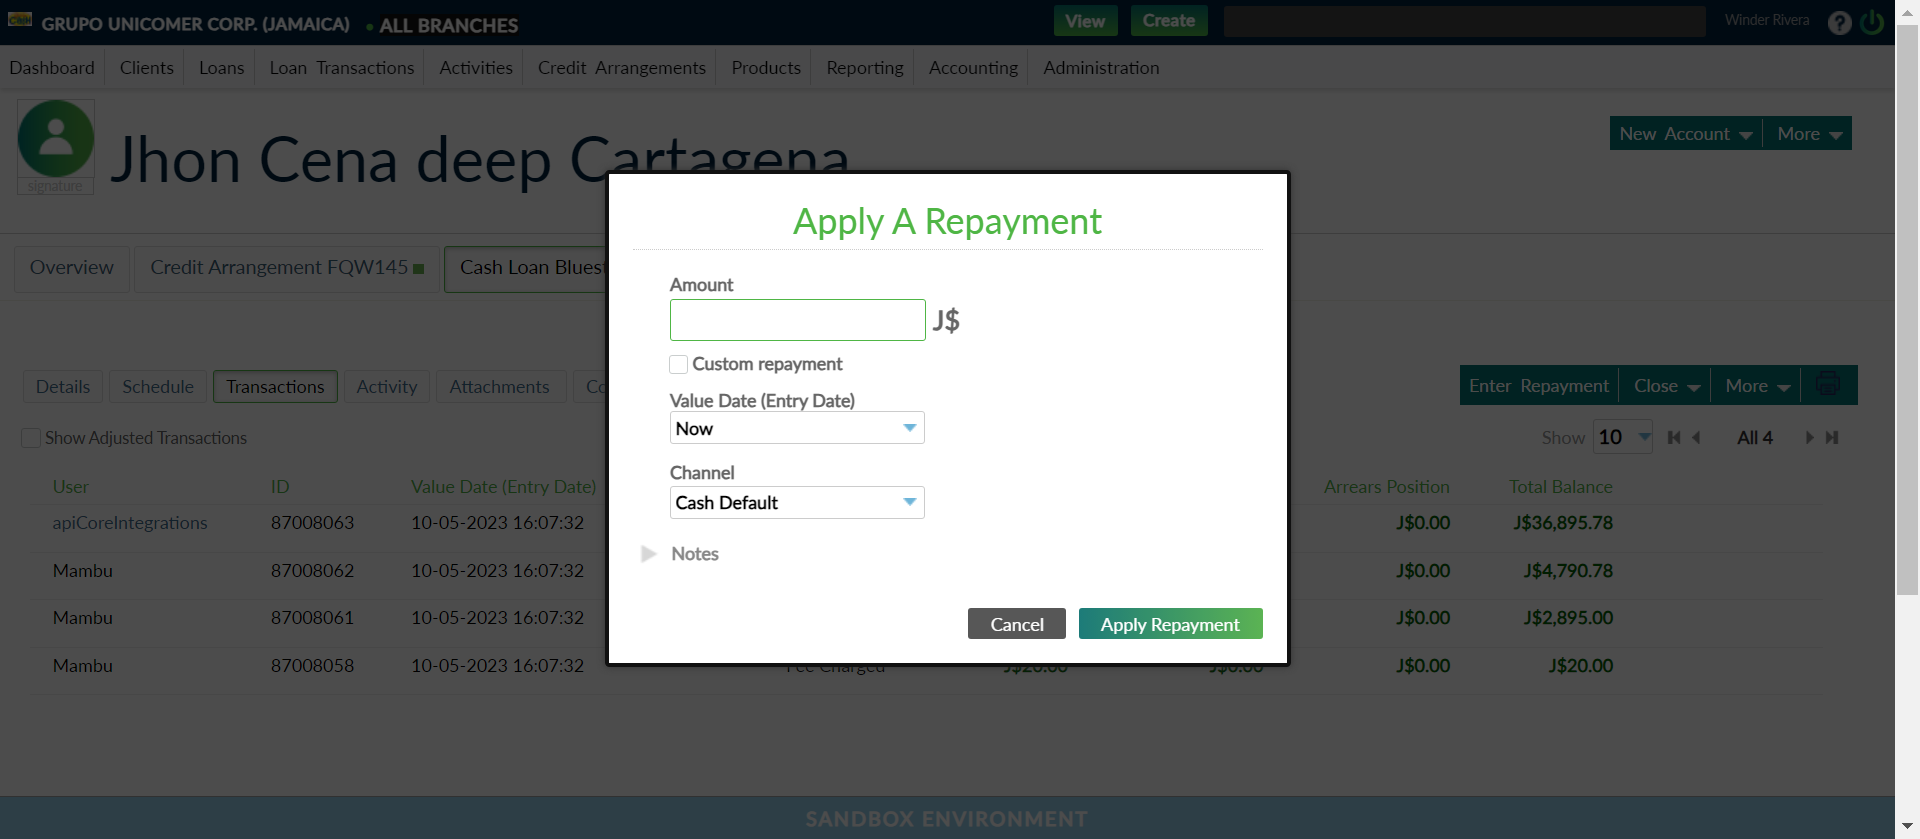 GRUPO UNICOMER CORP. (JAMAICA) • ALL BRANCHES View Create Winder Rivera ?
Dashboard Clients Loans Loan Transactions Activities Credit Arrangements Products Reporting Accounting Administration
signature
Jhon Cena deep Cartagena
New Account More
Overview Credit Arrangement FQW145 Cash Loan Blues
Details Schedule Transactions Activity Attachments Co
Enter Repayment Close More
Show Adjusted Transactions
Show 10 All 4
User ID Value Date (Entry Date) Arrears Position Total Balance
apiCoreIntegrations 87008063 10-05-2023 16:07:32 J$0.00 J$36,895.78
Mambu 87008062 10-05-2023 16:07:32 J$0.00 J$4,790.78
Mambu 87008061 10-05-2023 16:07:32 J$0.00 J$2,895.00
Mambu 87008058 10-05-2023 16:07:32 Fee Charged J$20.00 J$0.00 J$0.00 J$20.00
Apply A Repayment
Amount
J$
Custom repayment
Value Date (Entry Date)
Now
Channel
Cash Default
Notes
Cancel Apply Repayment
SANDBOX ENVIRONMENT